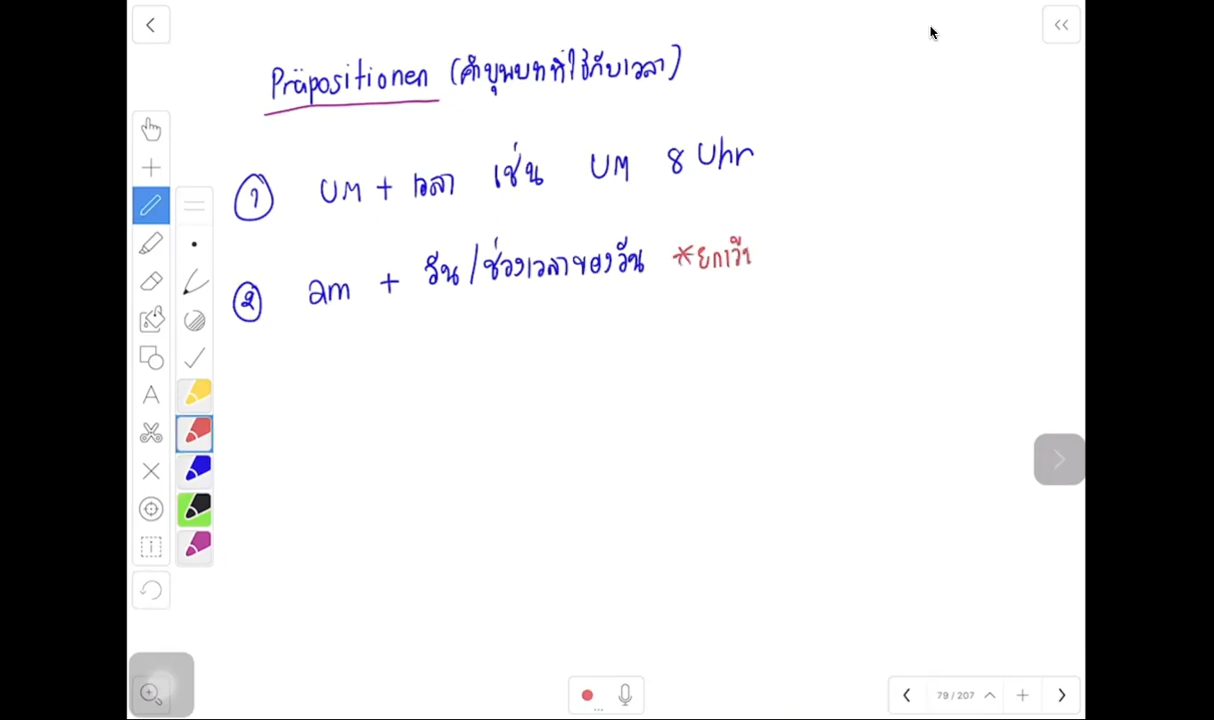 Präpositionen (คำบุพบทที่ใช้กับเวลา)
① um + เวลา เช่น um 8 Uhr
② am + วัน/ช่วงเวลาของวัน *ยกเว้น
A
79 / 207